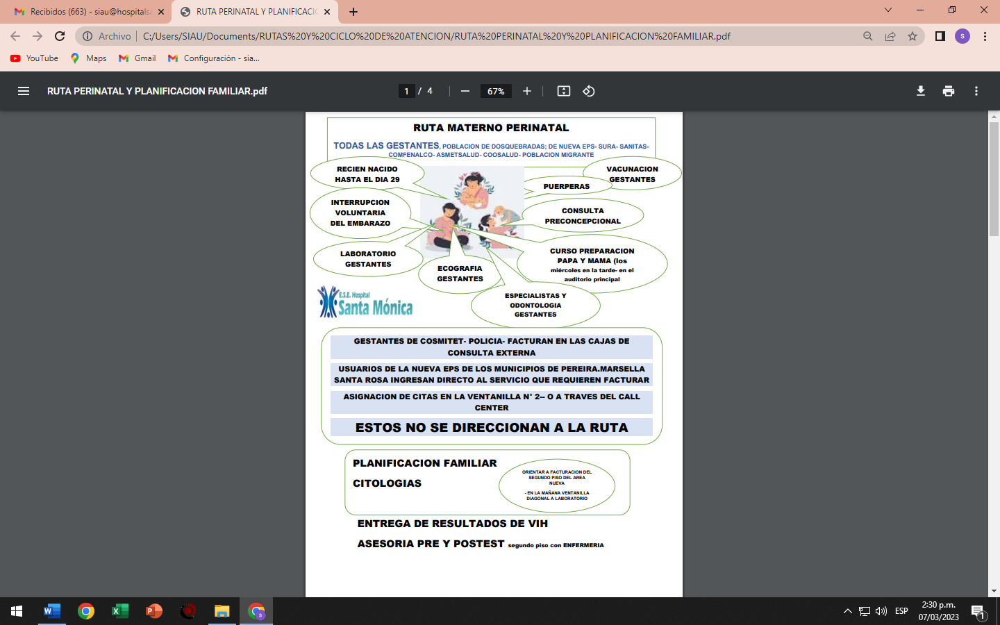 Recibidos (663) - siau@hospitals
RUTA PERINATAL Y PLANIFICACIO
Archivo
C:/Users/SIAU/Documents/RUTAS%20Y%20CICLO%20DE%20ATENCION/RUTA%20PERINATAL%20Y%20PLANIFICACION%20FAMILIAR.pdf
s
YouTube
Maps
Gmail
Configuración - sia...
RUTA PERINATAL Y PLANIFICACION FAMILIAR.pdf
1 / 4
67%
RUTA MATERNO PERINATAL
TODAS LAS GESTANTES, POBLACION DE DOSQUEBRADAS; DE NUEVA EPS- SURA- SANITAS-
COMFENALCO- ASMETSALUD- COOSALUD- POBLACION MIGRANTE
RECIEN NACIDO
HASTA EL DIA 29
VACUNACION
GESTANTES
PUERPERAS
INTERRUPCION
VOLUNTARIA
DEL EMBARAZO
CONSULTA
PRECONCEPCIONAL
LABORATORIO
GESTANTES
CURSO PREPARACION
PAPA Y MAMA (los
miércoles en la tarde- en el
auditorio principal
ECOGRAFIA
GESTANTES
ESPECIALISTAS Y
ODONTOLOGIA
GESTANTES
E.S.E. Hospital
Santa Mónica
GESTANTES DE COSMITET- POLICIA- FACTURAN EN LAS CAJAS DE
CONSULTA EXTERNA
USUARIOS DE LA NUEVA EPS DE LOS MUNICIPIOS DE PEREIRA.MARSELLA
SANTA ROSA INGRESAN DIRECTO AL SERVICIO QUE REQUIEREN FACTURAR
ASIGNACION DE CITAS EN LA VENTANILLA N° 2-- O A TRAVES DEL CALL
CENTER
ESTOS NO SE DIRECCIONAN A LA RUTA
PLANIFICACION FAMILIAR
CITOLOGIAS
ORIENTAR A FACTURACION DEL
SEGUNDO PISO DEL AREA
NUEVA
- EN LA MAÑANA VENTANILLA
DIAGONAL A LABORATORIO
ENTREGA DE RESULTADOS DE VIH
ASESORIA PRE Y POSTEST segundo piso con ENFERMERIA
ESP
2:30 p.m.
07/03/2023
1